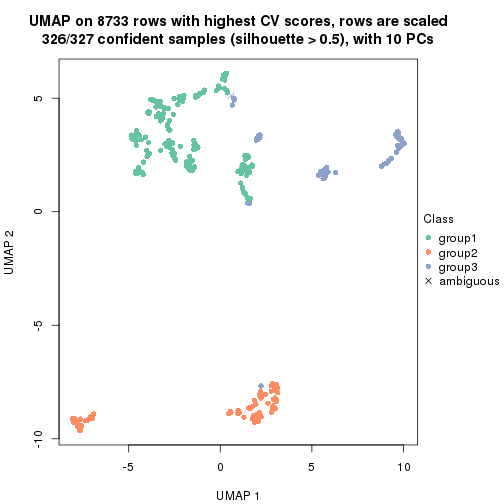 UMAP on 8733 rows with highest CV scores, rows are scaled
326/327 confident samples (silhouette > 0.5), with 10 PCs
5
0
-5
-10
UMAP 2
-5
0
5
10
UMAP 1
Class
group1
group2
group3
ambiguous